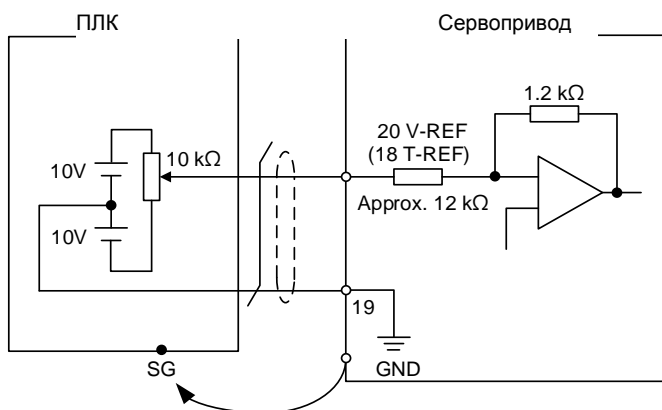 ПЛК
Сервопривод
1.2 kΩ
20 V-REF
(18 T-REF)
10V
10 kΩ
Approx. 12 kΩ
10V
19
SG
GND